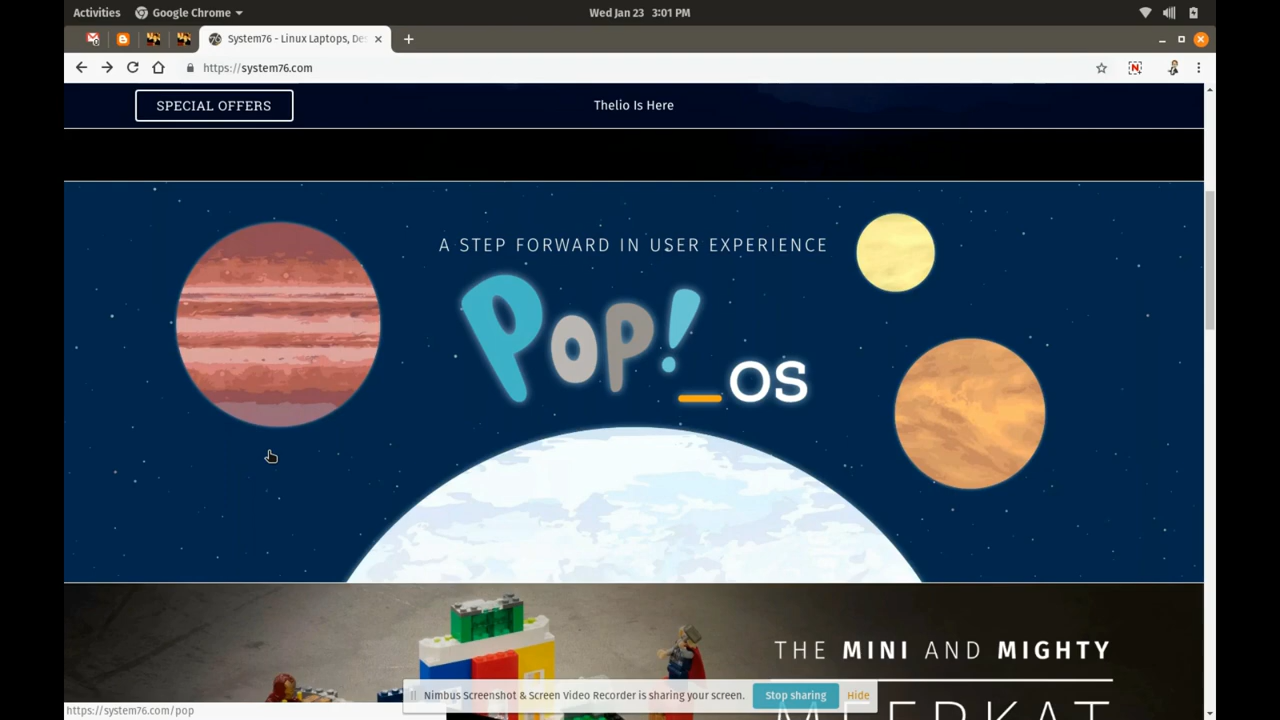 Activities Google Chrome Wed Jan 23 3:01 PM
System76 - Linux Laptops, De
https://system76.com
SPECIAL OFFERS Thelio Is Here
A STEP FORWARD IN USER EXPERIENCE
Pop!_OS
THE MINI AND MIGHTY
MEERKAT
Nimbus Screenshot & Screen Video Recorder is sharing your screen. Stop sharing Hide
https://system76.com/pop